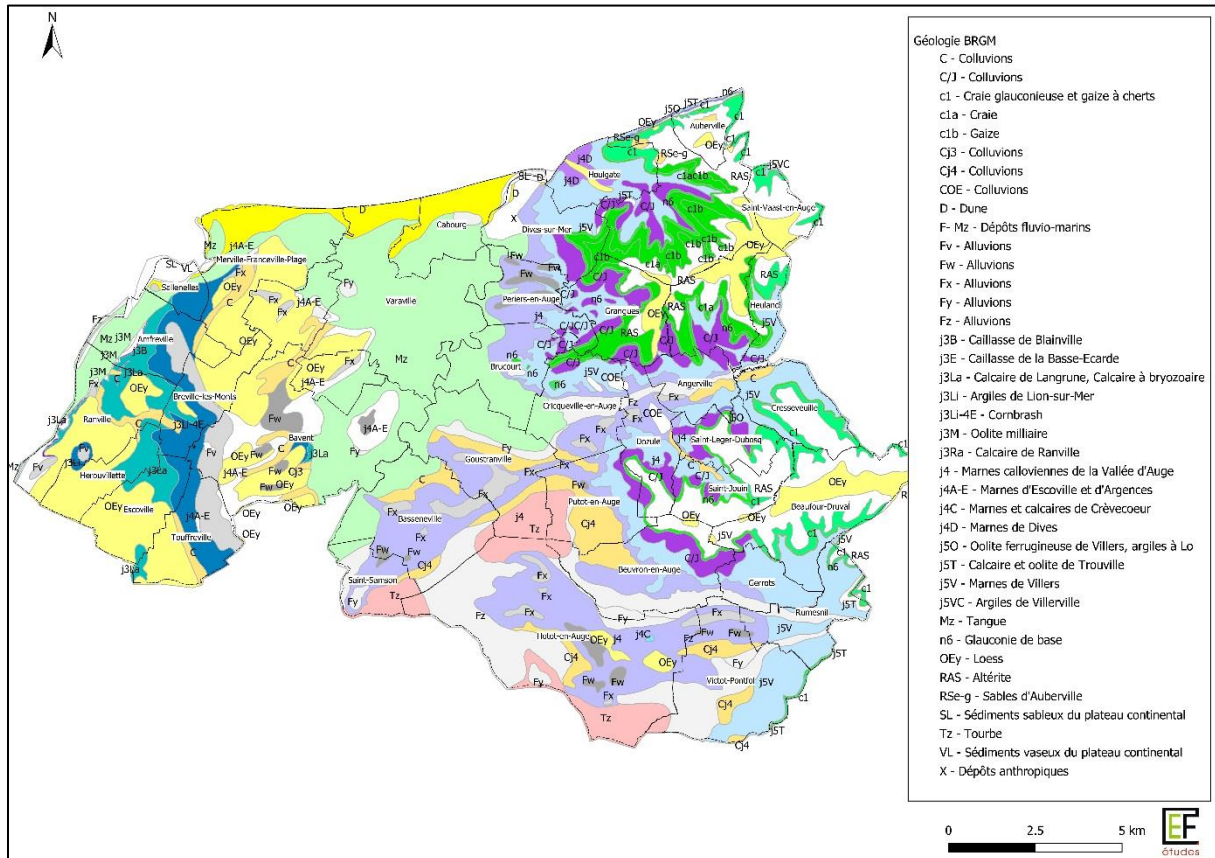 N
Géologie BRGM
C - Colluvions
C/J - Colluvions
c1 - Craie glauconieuse et gaize à cherts
c1a - Craie
c1b - Gaize
Cj3 - Colluvions
Cj4 - Colluvions
COE - Colluvions
D - Dune
F- Mz - Dépôts fluvio-marins
Fv - Alluvions
Fw - Alluvions
Fx - Alluvions
Fy - Alluvions
Fz - Alluvions
j3B - Caillasse de Blainville
j3E - Caillasse de la Basse-Ecarde
j3La - Calcaire de Langrune, Calcaire à bryozoaire
j3Li - Argiles de Lion-sur-Mer
j3Li-4E - Cornbrash
j3M - Oolite milliaire
j3Ra - Calcaire de Ranville
j4 - Marnes calloviennes de la Vallée d'Auge
j4A-E - Marnes d'Escoville et d'Argences
j4C - Marnes et calcaires de Crèvecoeur
j4D - Marnes de Dives
j5O - Oolite ferrugineuse de Villers, argiles à Lo
j5T - Calcaire et oolite de Trouville
j5V - Marnes de Villers
j5VC - Argiles de Villerville
Mz - Tangue
n6 - Glauconie de base
OEy - Loess
RAS - Altérite
RSe-g - Sables d'Auberville
SL - Sédiments sableux du plateau continental
Tz - Tourbe
VL - Sédiments vaseux du plateau continental
X - Dépôts anthropiques
Auberville
Houlgate
Saint-Vaast-en-Auge
Cabourg
Dives-sur-Mer
Merville-Franceville-Plage
Sallenelles
Varaville
Periers-en-Auge
Grangues
Heuland
Amfreville
Brucourt
Angerville
Breville-les-Monts
Cricqueville-en-Auge
Cresseveuille
Ranville
Bavent
Dozulé
Saint-Leger-Dubosq
Goustranville
Herouvillette
Saint-Jouin
Escoville
Basseneville
Putot-en-Auge
Beaufour-Druval
Touffreville
Beuvron-en-Auge
Gerrots
Saint-Samson
Rumesnil
Hotot-en-Auge
Victot-Pontfol
0 2.5 5 km
CEF
études